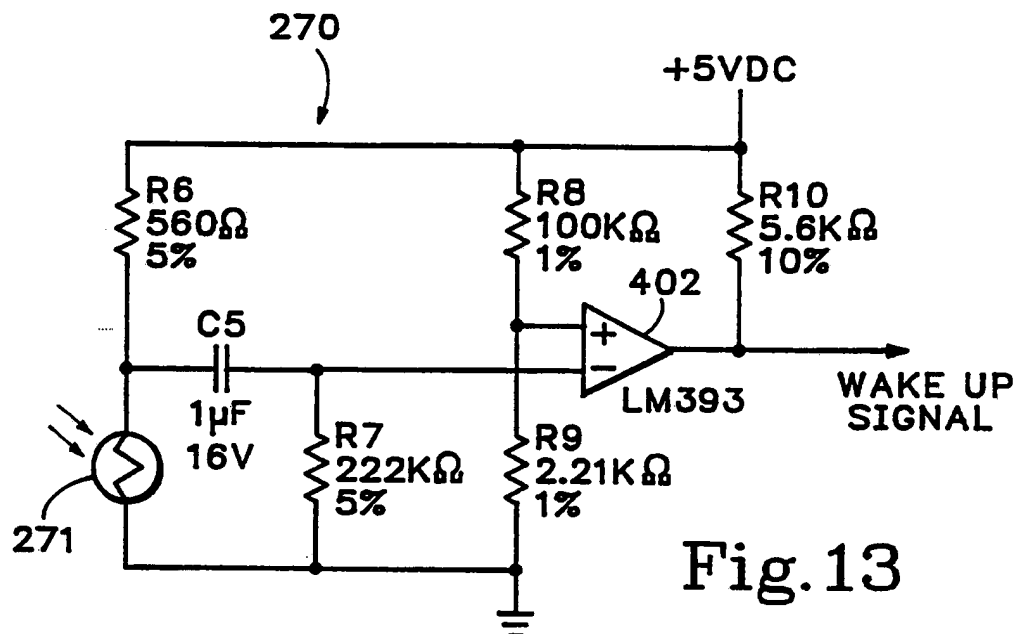 270
+5VDC
R6
560Ω
5%
R8
100KΩ
1%
R10
5.6KΩ
10%
402
C5
+
−
1µF
16V
LM393
WAKE UP
SIGNAL
R7
222KΩ
5%
R9
2.21KΩ
1%
271
Fig. 13